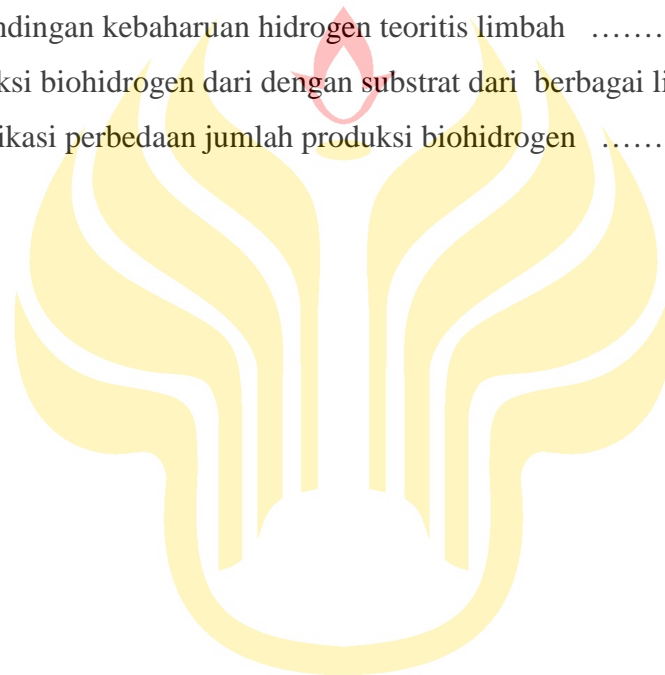 ndingan kebaharuan hidrogen teoritis limbah ……..
ksi biohidrogen dari dengan substrat dari berbagai li
ikasi perbedaan jumlah produksi biohidrogen ……..